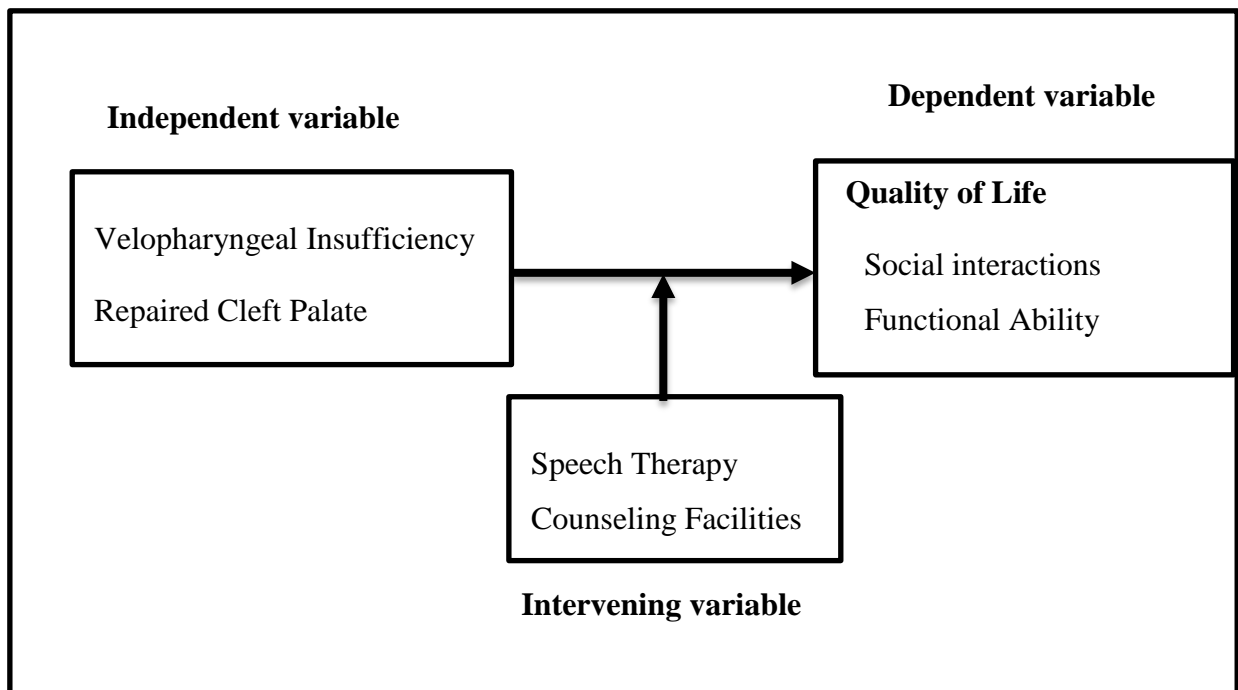 Independent variable
Velopharyngeal Insufficiency
Repaired Cleft Palate
Dependent variable
Quality of Life
Social interactions
Functional Ability
Speech Therapy
Counseling Facilities
Intervening variable